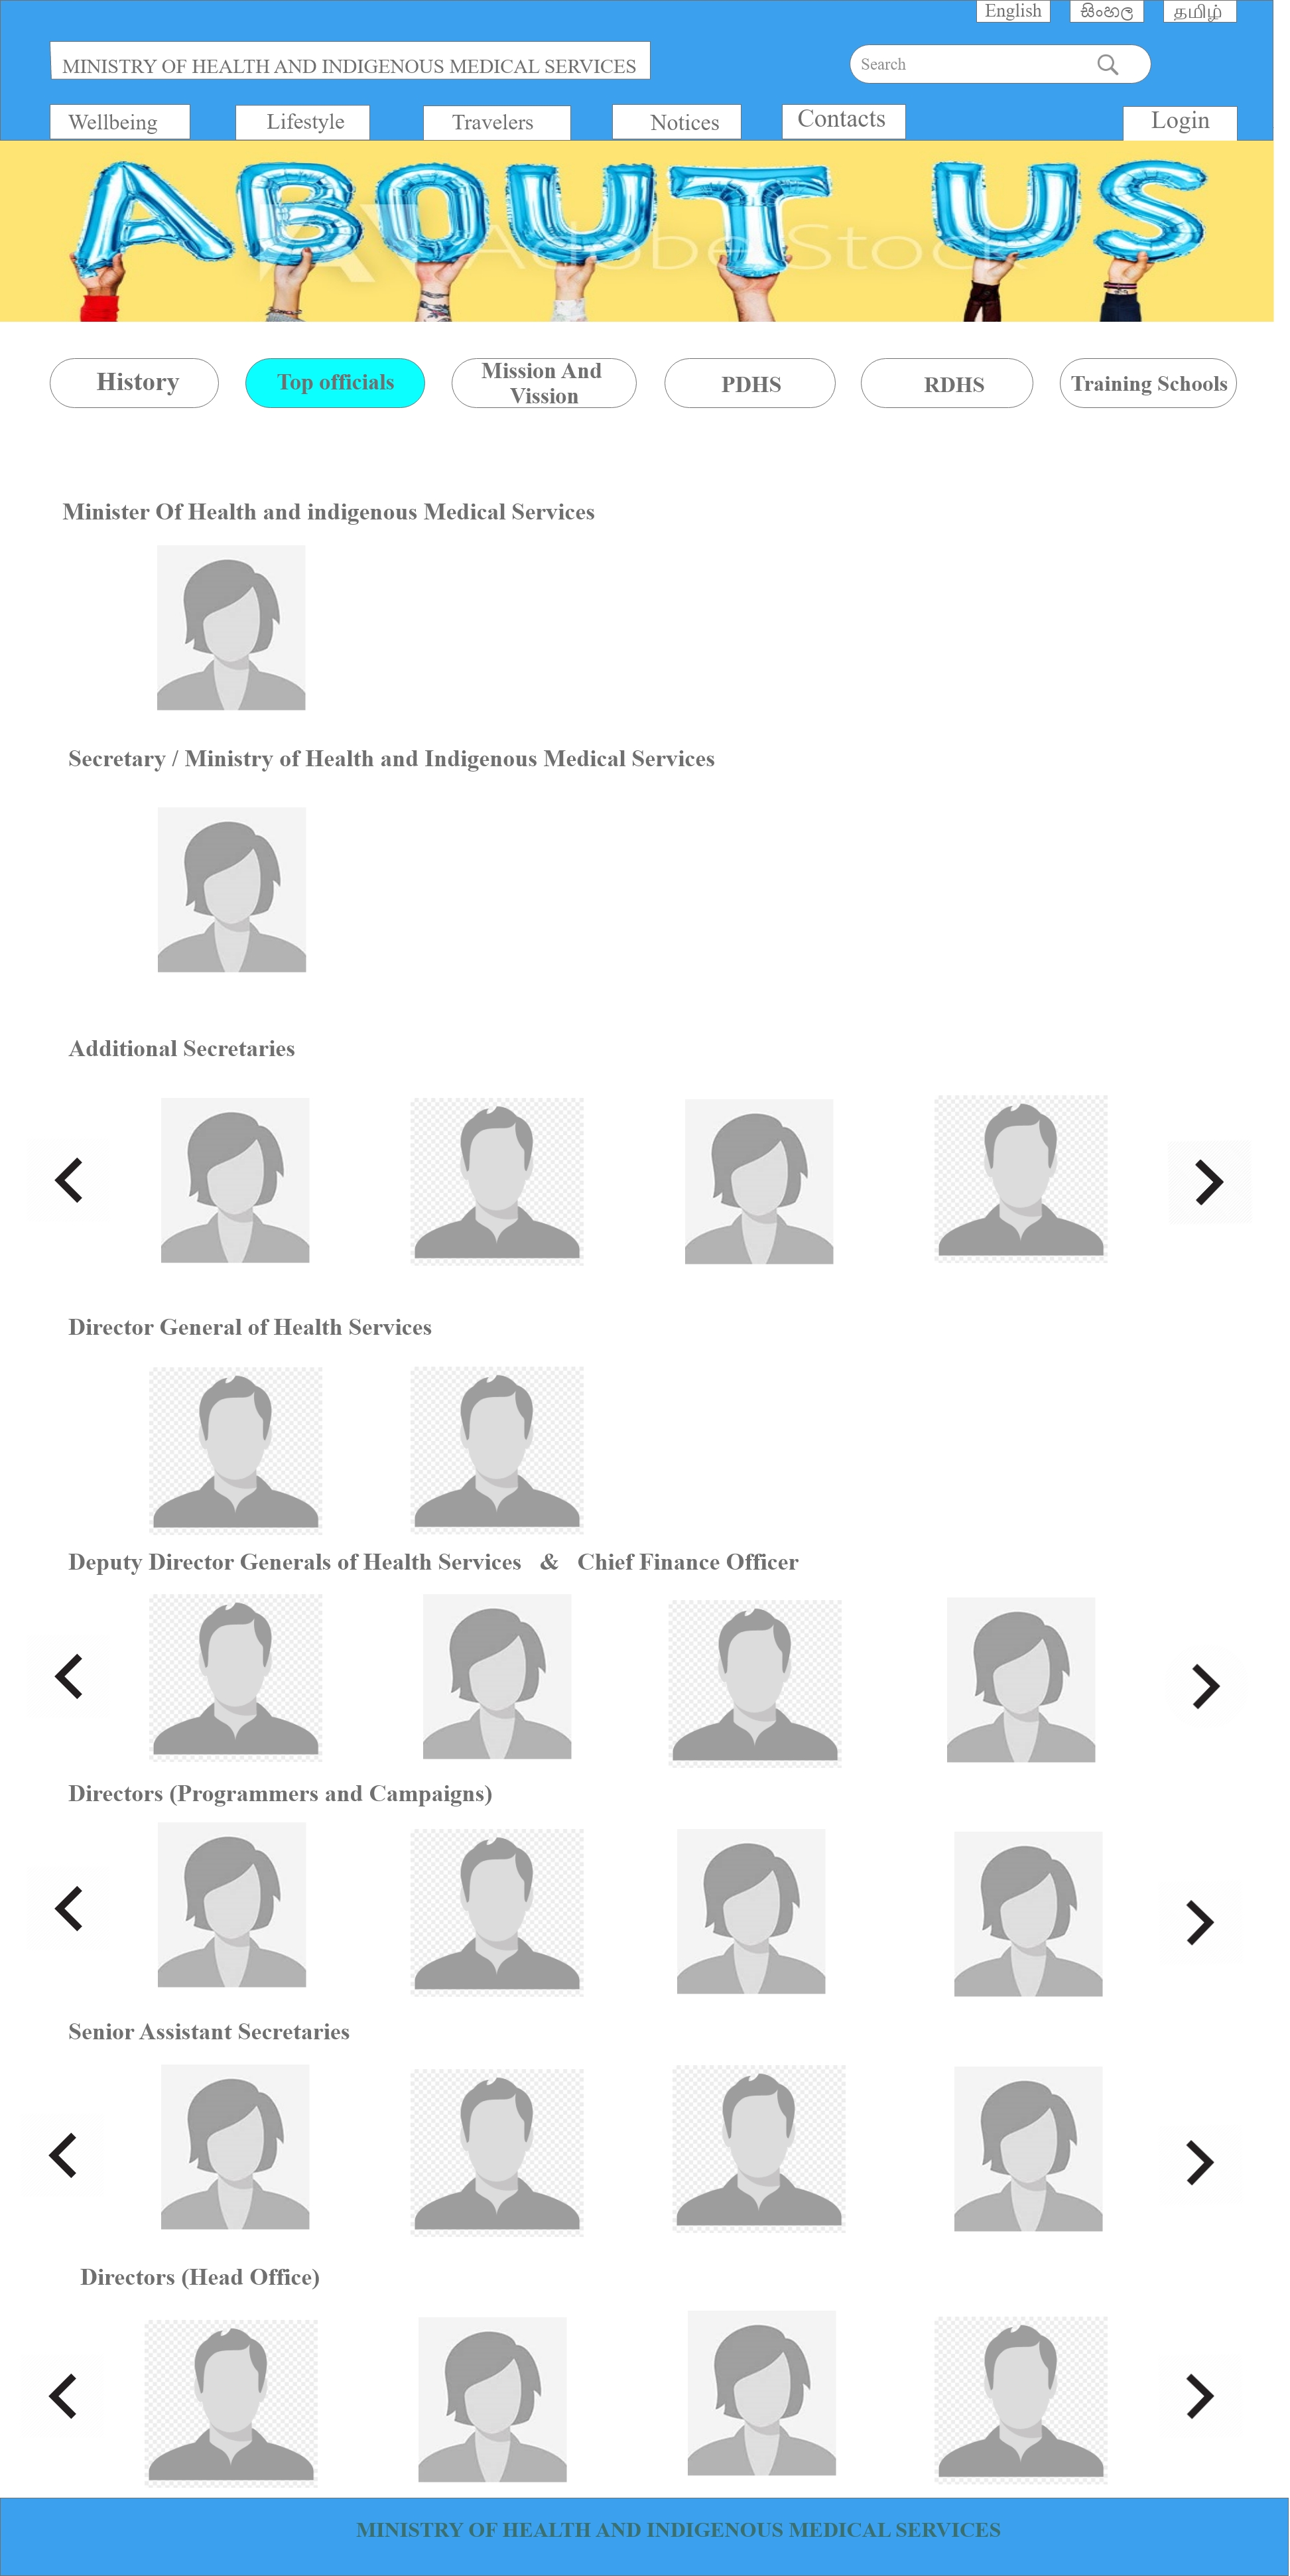 English
සිංහල
தமிழ்
MINISTRY OF HEALTH AND INDIGENOUS MEDICAL SERVICES
Search
Wellbeing
Lifestyle
Travelers
Notices
Contacts
Login
ABOUT US
Adobe Stock
History
Top officials
Mission And
Vission
PDHS
RDHS
Training Schools
Minister Of Health and indigenous Medical Services
Secretary / Ministry of Health and Indigenous Medical Services
Additional Secretaries
Director General of Health Services
Deputy Director Generals of Health Services & Chief Finance Officer
Directors (Programmers and Campaigns)
Senior Assistant Secretaries
Directors (Head Office)
MINISTRY OF HEALTH AND INDIGENOUS MEDICAL SERVICES